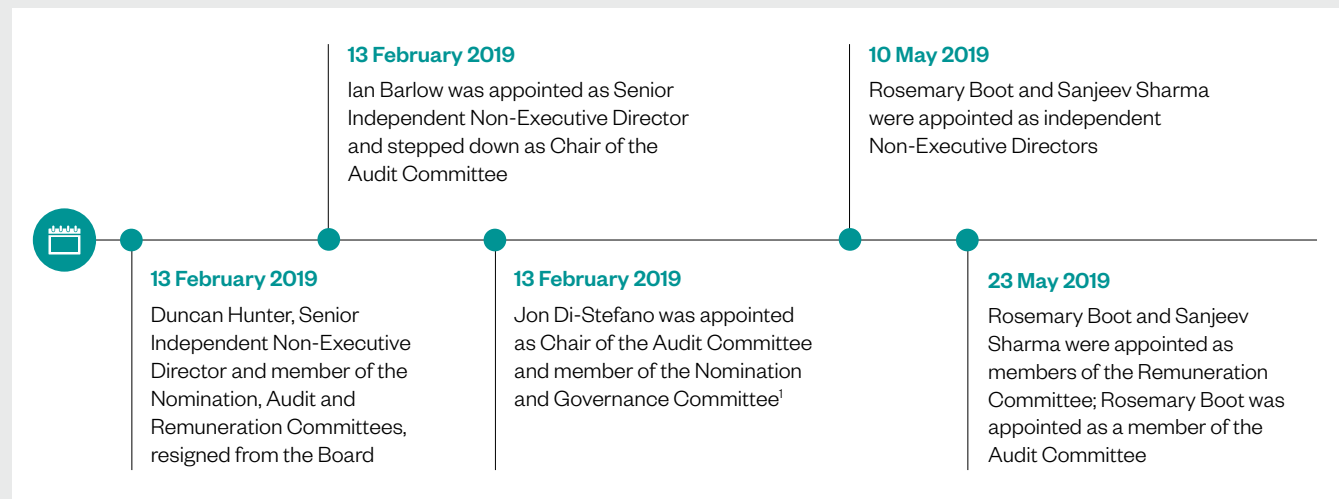 13 February 2019
Duncan Hunter, Senior
Independent Non-Executive
Director and member of the
Nomination, Audit and
Remuneration Committees,
resigned from the Board
13 February 2019
Ian Barlow was appointed as Senior
Independent Non-Executive Director
and stepped down as Chair of the
Audit Committee
13 February 2019
Jon Di-Stefano was appointed
as Chair of the Audit Committee
and member of the Nomination
and Governance Committee¹
10 May 2019
Rosemary Boot and Sanjeev Sharma
were appointed as independent
Non-Executive Directors
23 May 2019
Rosemary Boot and Sanjeev
Sharma were appointed as
members of the Remuneration
Committee; Rosemary Boot was
appointed as a member of the
Audit Committee